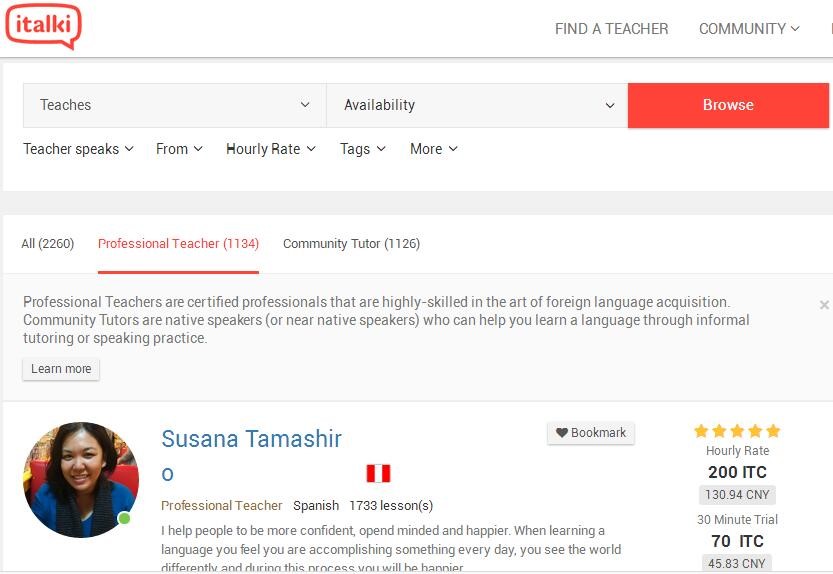 italki
FIND A TEACHER COMMUNITY
Teaches Availability Browse
Teacher speaks From Hourly Rate Tags More
All (2260) Professional Teacher (1134) Community Tutor (1126)
Professional Teachers are certified professionals that are highly-skilled in the art of foreign language acquisition.
Community Tutors are native speakers (or near native speakers) who can help you learn a language through informal
tutoring or speaking practice.
Learn more
Susana Tamashir
o
Bookmark
Professional Teacher Spanish 1733 lesson(s)
I help people to be more confident, opend minded and happier. When learning a
language you feel you are accomplishing something every day, you see the world
differently and during this process you will be happier
Hourly Rate
200 ITC
130.94 CNY
30 Minute Trial
70 ITC
45.83 CNY